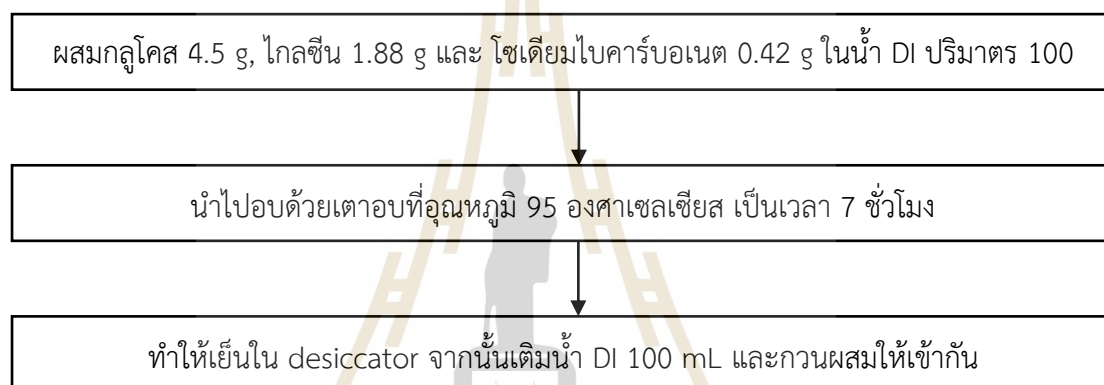 ผสมกลูโคส 4.5 g, ไกลซีน 1.88 g และ โซเดียมไบคาร์บอเนต 0.42 g ในน้ำ DI ปริมาตร 100
นำไปอบด้วยเตาอบที่อุณหภูมิ 95 องศาเซลเซียส เป็นเวลา 7 ชั่วโมง
ทำให้เย็นใน desiccator จากนั้นเติมน้ำ DI 100 mL และกวนผสมให้เข้ากัน